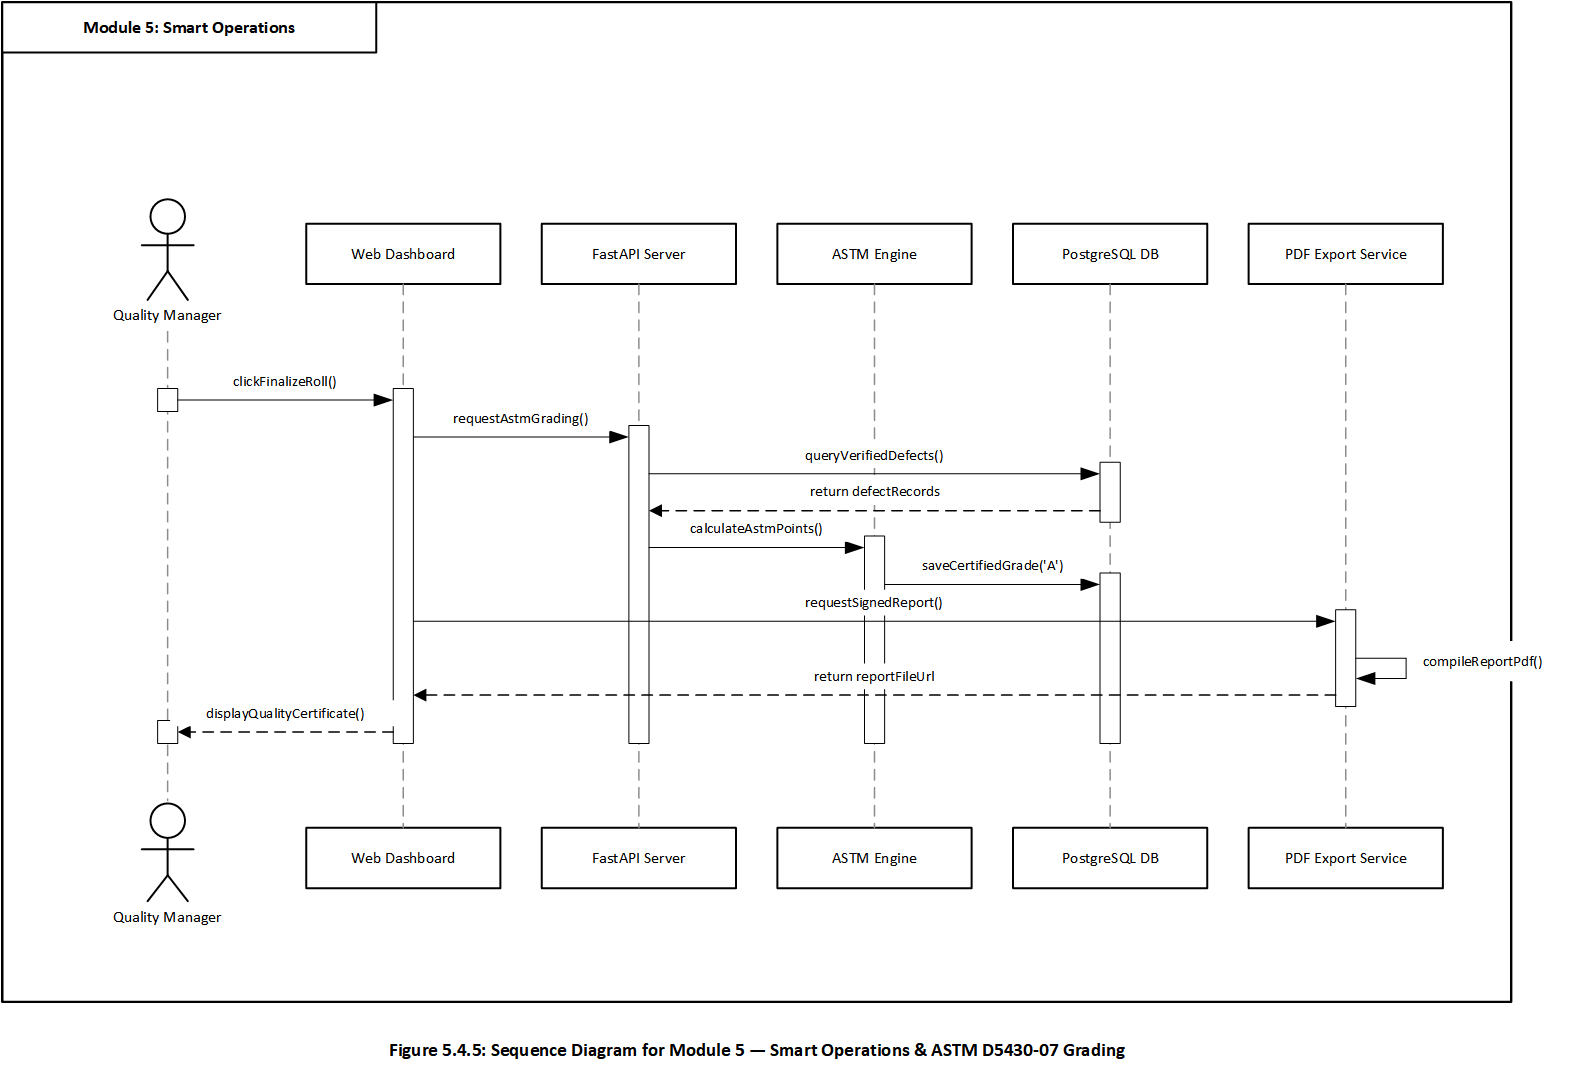 Module 5: Smart Operations
Quality Manager
Web Dashboard
FastAPI Server
ASTM Engine
PostgreSQL DB
PDF Export Service
clickFinalizeRoll()
requestAstmGrading()
queryVerifiedDefects()
return defectRecords
calculateAstmPoints()
saveCertifiedGrade('A')
requestSignedReport()
compileReportPdf()
return reportFileUrl
displayQualityCertificate()
Quality Manager
Web Dashboard
FastAPI Server
ASTM Engine
PostgreSQL DB
PDF Export Service
Figure 5.4.5: Sequence Diagram for Module 5 — Smart Operations & ASTM D5430-07 Grading